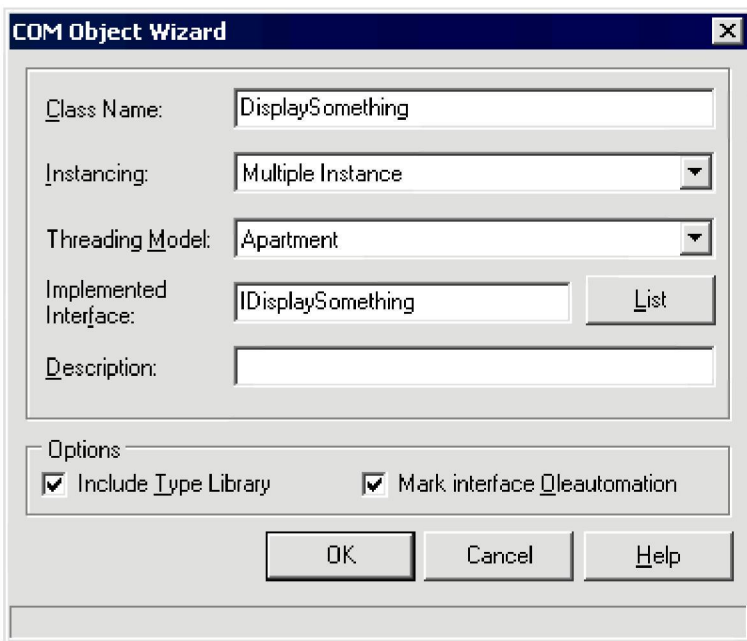 COM Object Wizard
Class Name:
DisplaySomething
Instancing:
Multiple Instance
Threading Model:
Apartment
Implemented
Interface:
IDisplaySomething
List
Description:
Options
Include Type Library
Mark interface Oleautomation
OK
Cancel
Help